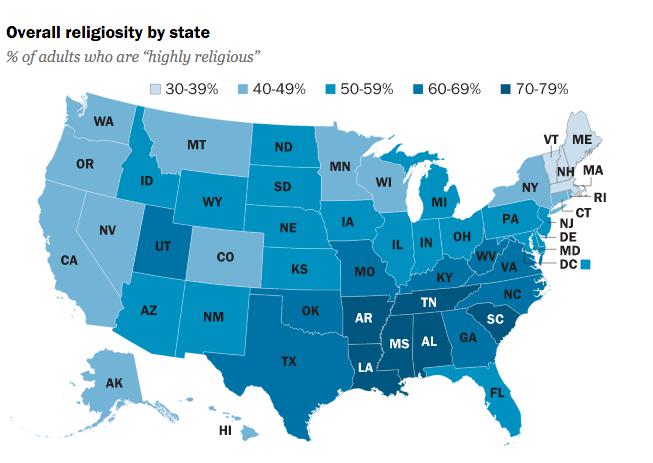 Overall religiosity by state
% of adults who are “highly religious”
30-39% 40-49% 50-59% 60-69% 70-79%
WA
MT
ND
MN
VT
ME
OR
ID
SD
WI
MI
NH
MA
WY
NY
RI
NV
NE
IA
PA
CT
NJ
UT
CO
IL
IN
OH
DE
CA
KS
MO
WV
VA
MD
DC
KY
AZ
NM
OK
AR
TN
NC
SC
TX
LA
MS
AL
GA
AK
FL
HI